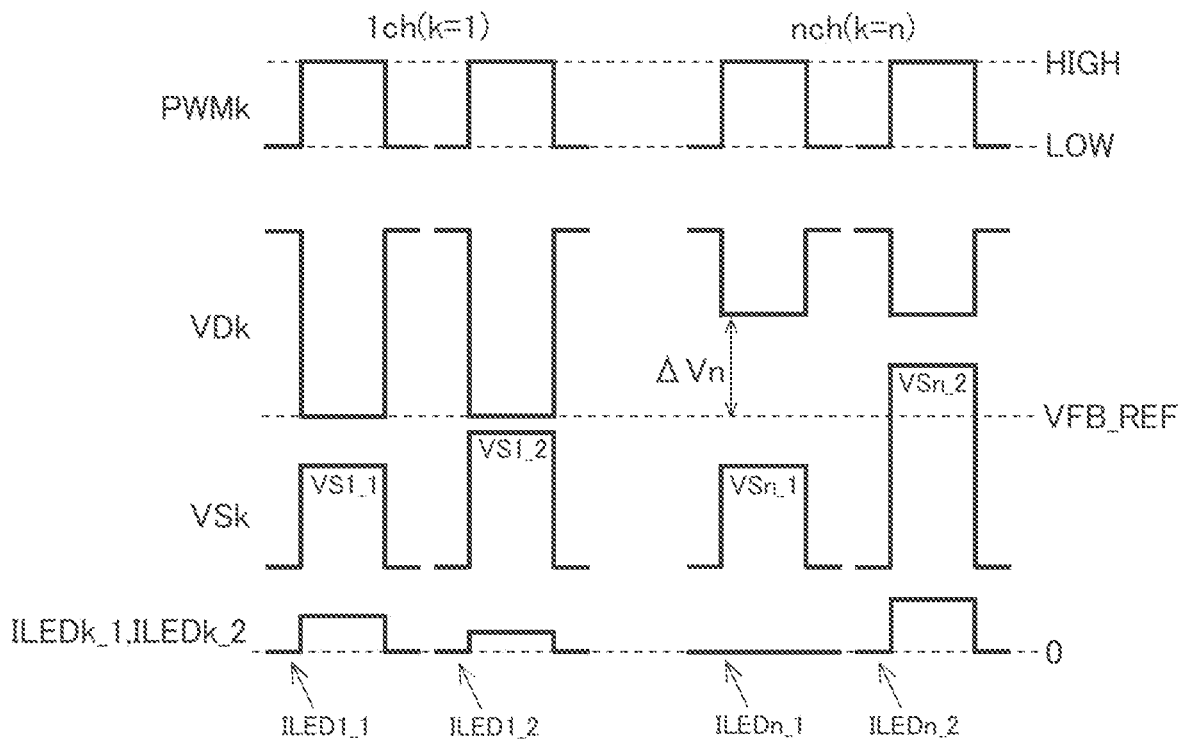 1ch(k=1)
nch(k=n)
PWMk
HIGH
LOW
VDk
ΔVn
VSn_2
VFB_REF
VS1_2
VS1_1
VSn_1
VSk
ILEDk_1,ILEDk_2
0
ILED1_1
ILED1_2
ILEDn_1
ILEDn_2